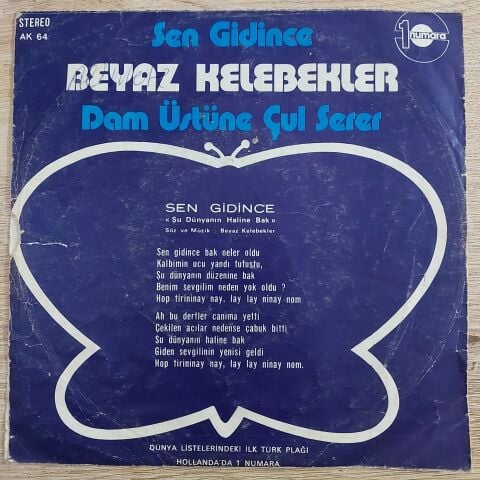 STEREO
AK 64
1 numara
Sen Gidince
BEYAZ KELEBEKLER
Dam Üstüne Çul Serer
SEN GIDINCE
« Şu Dünyanın Haline Bak »
Söz ve Müzik : Beyaz Kelebekler
Sen gidince bak neler oldu
Kalbimin ucu yandı tutuştu,
Şu dünyanın düzenine bak
Benim sevgilim neden yok oldu ?
Hop tirininay nay, lay lay ninay nom
Ah bu dertler canıma yetti
Çekilen acılar nedense çabuk bitti
Şu dünyanın haline bak
Giden sevgilinin yenisi geldi
Hop tirininay nay, lay lay ninay nom.
DÜNYA LİSTELERİNDEKİ İLK TÜRK PLAĞI
HOLLANDA'DA 1 NUMARA